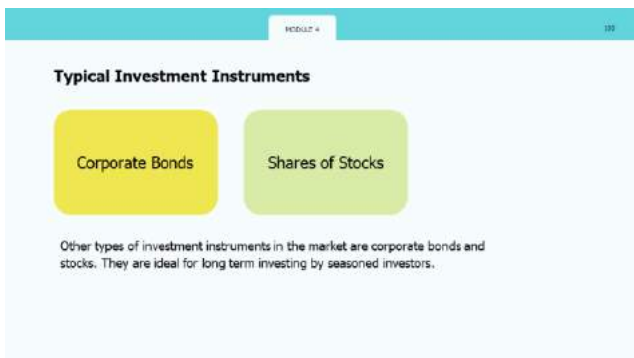 MODULE 4
Typical Investment Instruments
Corporate Bonds
Shares of Stocks
Other types of investment instruments in the market are corporate bonds and
stocks. They are ideal for long term investing by seasoned investors.